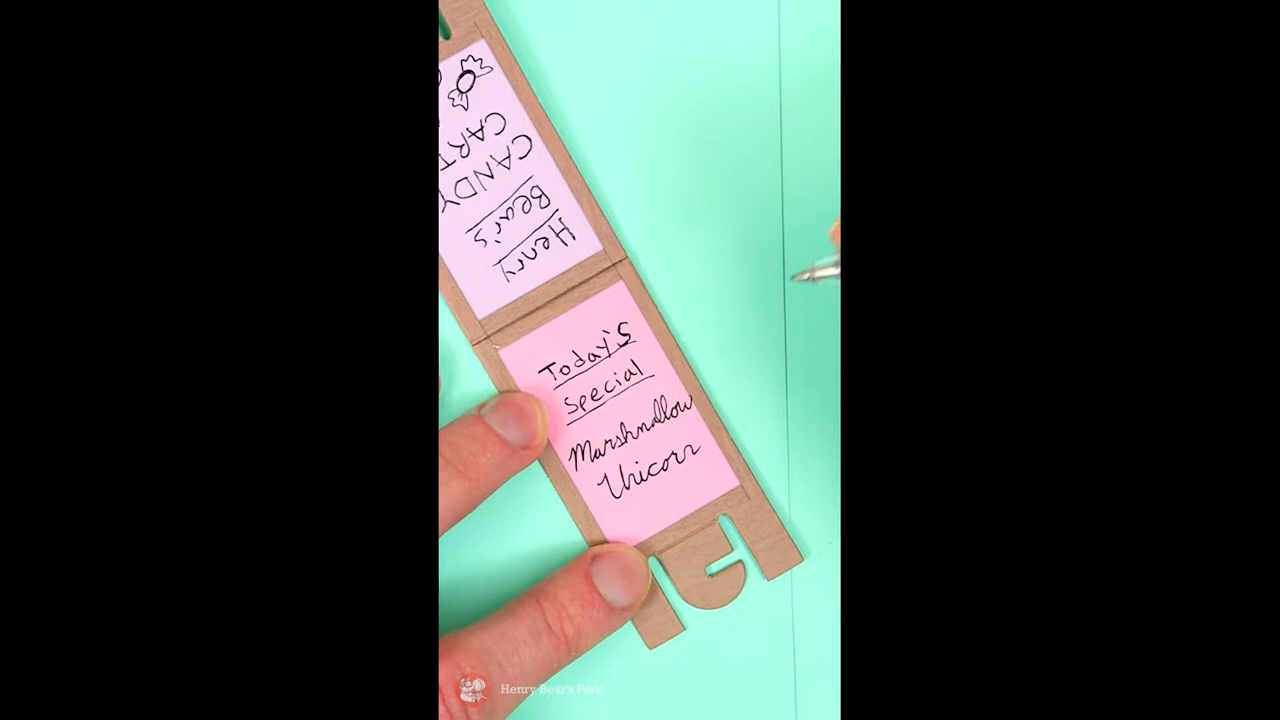 Henry
Bear's
CANDY
CART
Today's
Special
Marshmallow
Unicorn
Henry Bear's Park